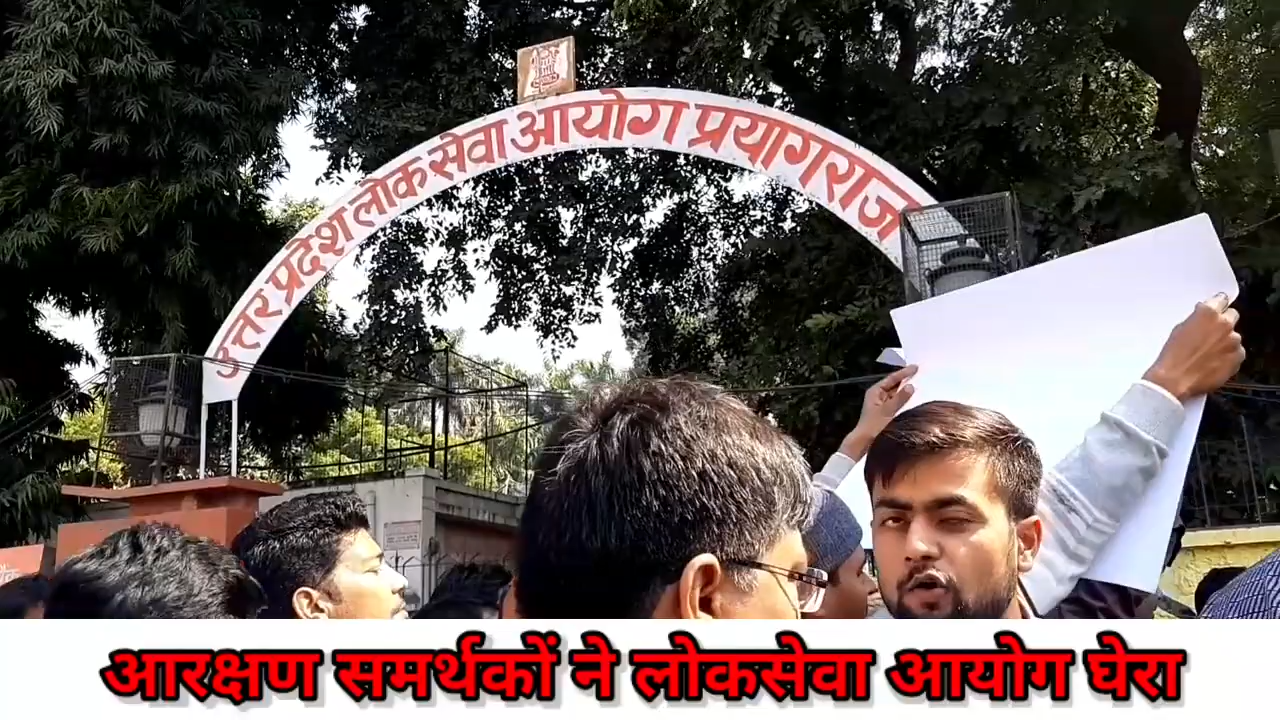 उत्तर प्रदेश लोक सेवा आयोग प्रयागराज
आरक्षण समर्थकों ने लोकसेवा आयोग घेरा